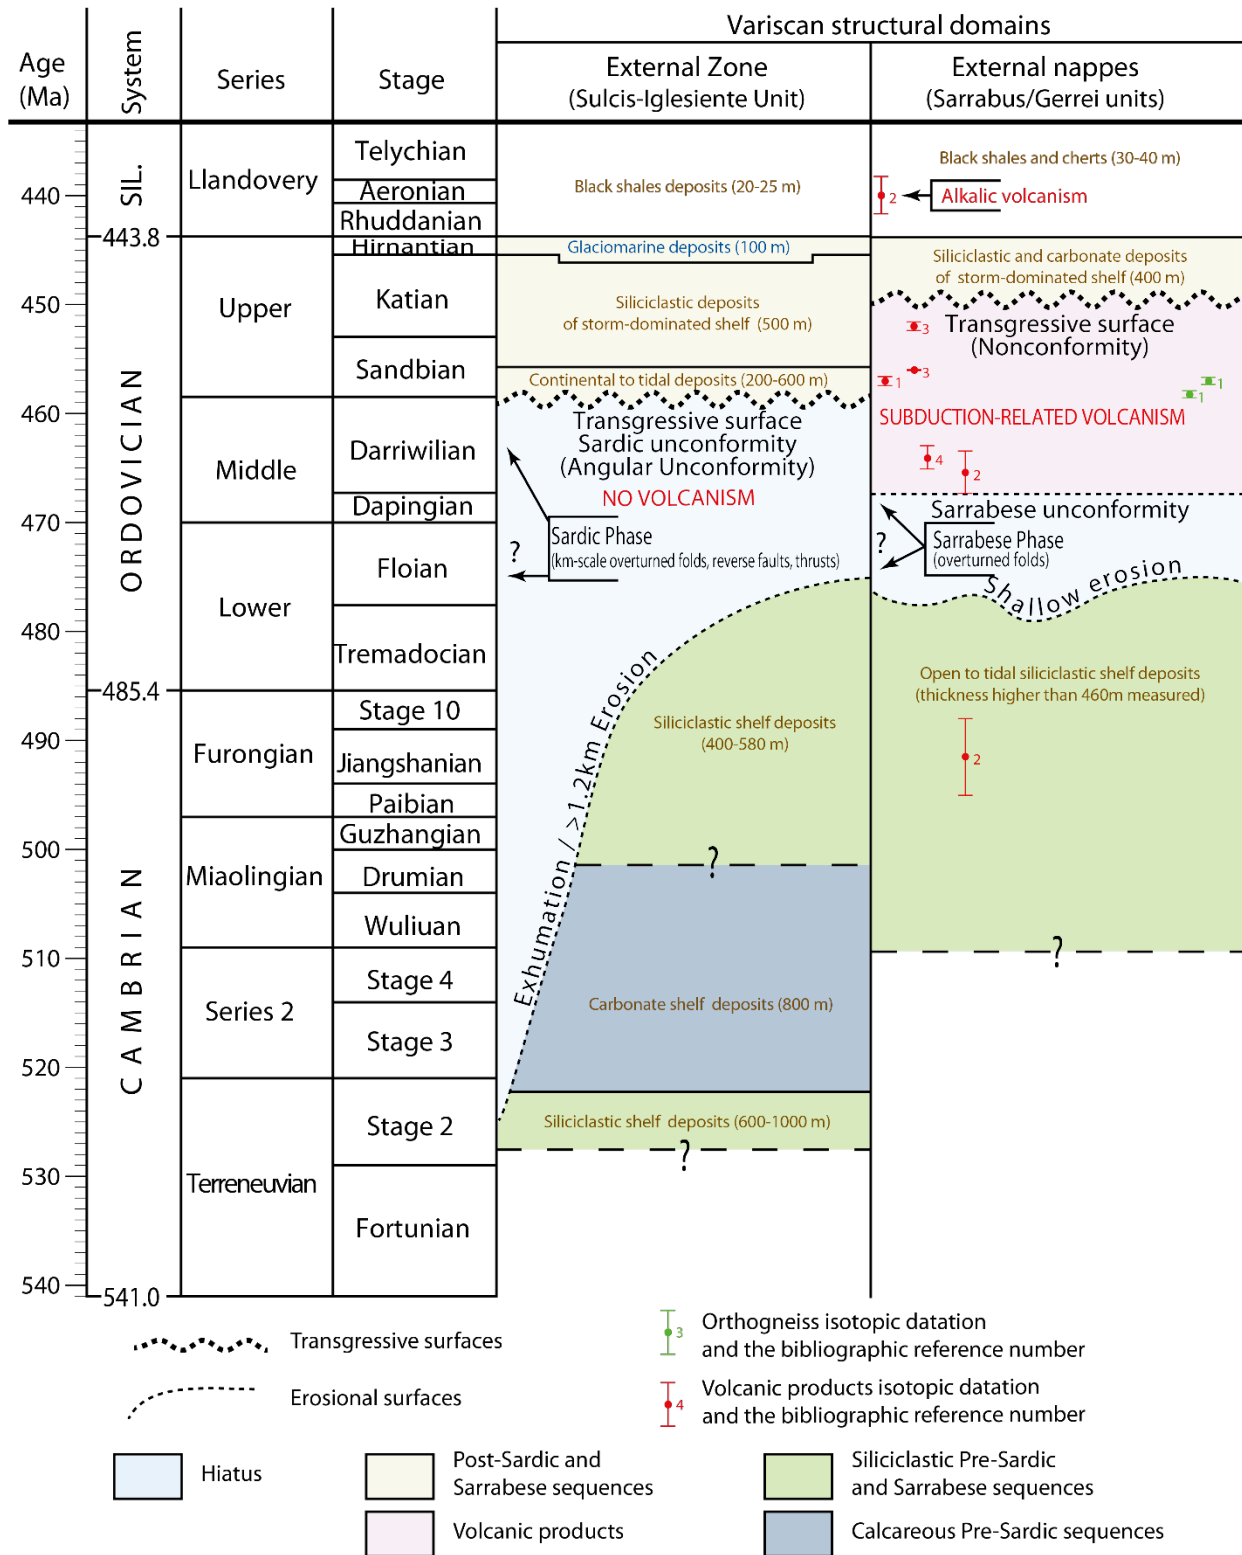 Variscan structural domains
Age
(Ma)
System
Series
Stage
External Zone
(Sulcis-Iglesiente Unit)
External nappes
(Sarrabus/Gerrei units)
440
450
460
470
480
490
500
510
520
530
540
443.8
485.4
541.0
SIL.
ORDOVICIAN
CAMBRIAN
Llandovery
Upper
Middle
Lower
Furongian
Miaolingian
Series 2
Terreneuvian
Telychian
Aeronian
Rhuddanian
Hirnantian
Katian
Sandbian
Darriwilian
Dapingian
Floian
Tremadocian
Stage 10
Jiangshanian
Paibian
Guzhangian
Drumian
Wuliuan
Stage 4
Stage 3
Stage 2
Fortunian
Black shales deposits (20-25 m)
Glaciomarine deposits (100 m)
Siliciclastic deposits
of storm-dominated shelf (500 m)
Continental to tidal deposits (200-600 m)
Transgressive surface
Sardic unconformity
(Angular Unconformity)
NO VOLCANISM
Sardic Phase
(km-scale overturned folds, reverse faults, thrusts)
?
Exhumation / >1.2km Erosion
Siliciclastic shelf deposits
(400-580 m)
?
Carbonate shelf deposits (800 m)
Siliciclastic shelf deposits (600-1000 m)
?
Black shales and cherts (30-40 m)
2
Alkalic volcanism
Siliciclastic and carbonate deposits
of storm-dominated shelf (400 m)
Transgressive surface
(Nonconformity)
3
3
1
1
1
SUBDUCTION-RELATED VOLCANISM
4
2
Sarrabese unconformity
Sarrabese Phase
(overturned folds)
?
Shallow erosion
Open to tidal siliciclastic shelf deposits
(thickness higher than 460m measured)
2
?
Transgressive surfaces
Erosional surfaces
3
Orthogneiss isotopic datation
and the bibliographic reference number
4
Volcanic products isotopic datation
and the bibliographic reference number
Hiatus
Post-Sardic and
Sarrabese sequences
Volcanic products
Siliciclastic Pre-Sardic
and Sarrabese sequences
Calcareous Pre-Sardic sequences